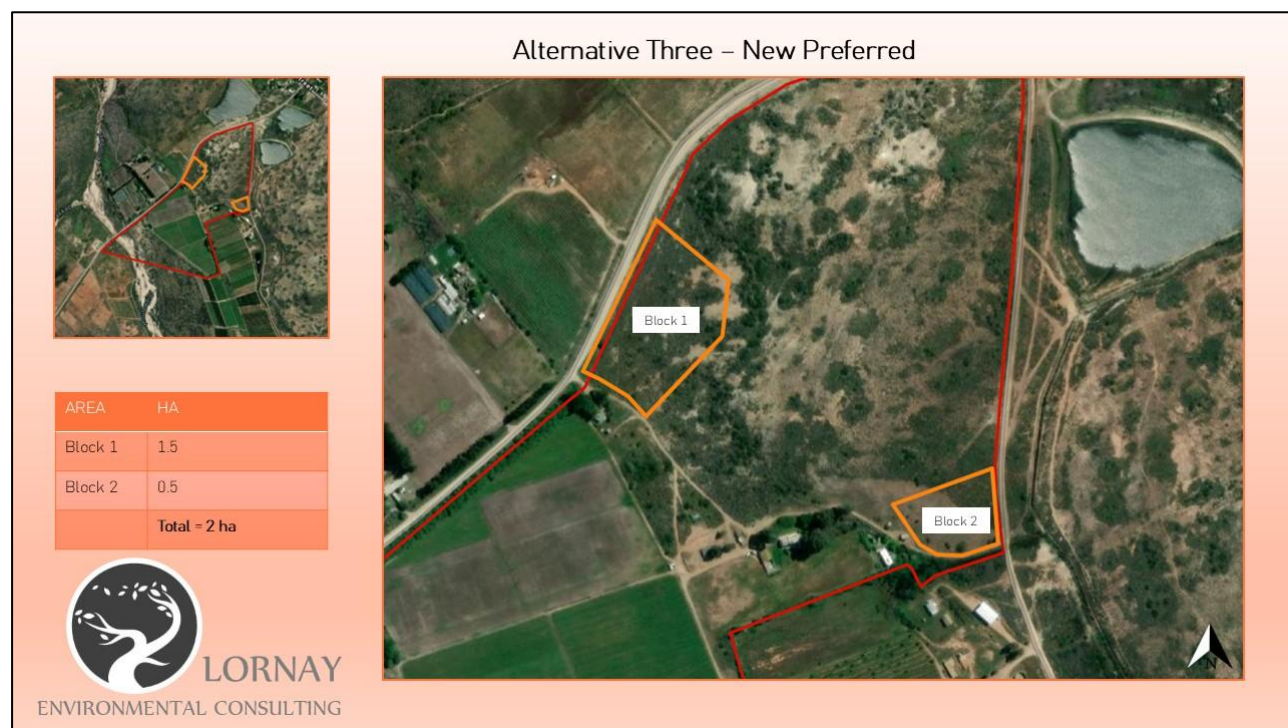 Alternative Three – New Preferred
AREA HA
Block 1 1.5
Block 2 0.5
Total = 2 ha
LORNAY
ENVIRONMENTAL CONSULTING
Block 1
Block 2
N